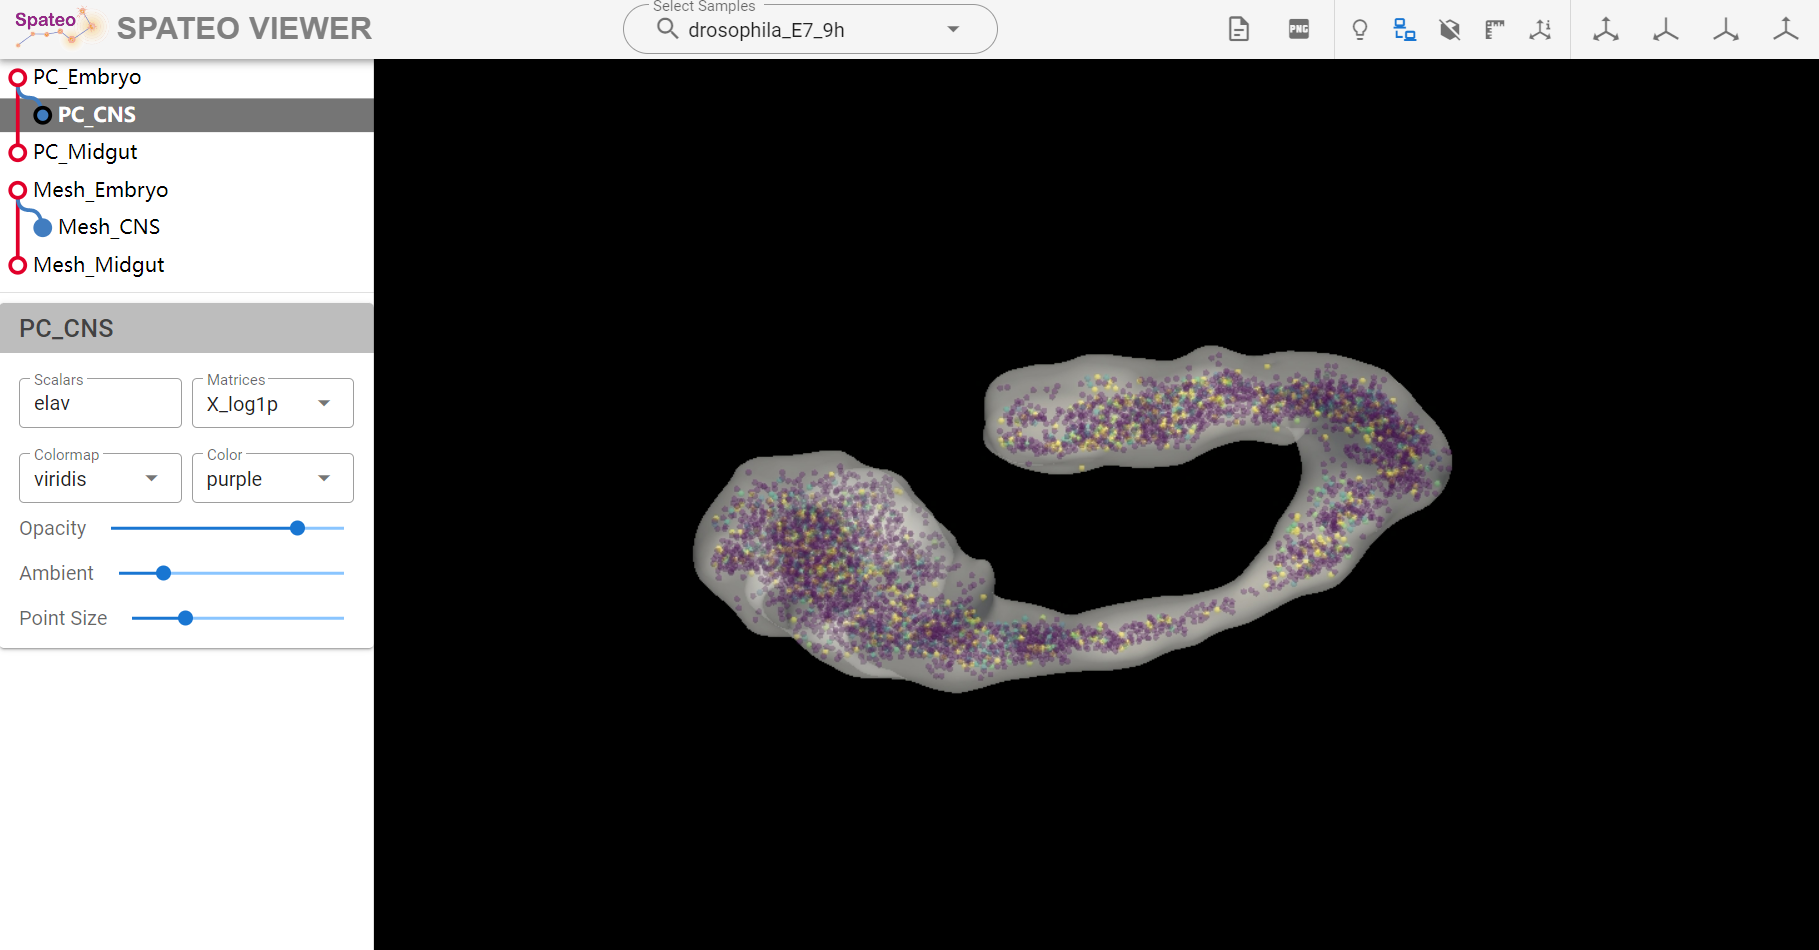 Spateo
SPATEO VIEWER
Select Samples
drosophila_E7_9h
PNG
PC_Embryo
PC_CNS
PC_Midgut
Mesh_Embryo
Mesh_CNS
Mesh_Midgut
PC_CNS
Scalars
elav
Matrices
X_log1p
Colormap
viridis
Color
purple
Opacity
Ambient
Point Size